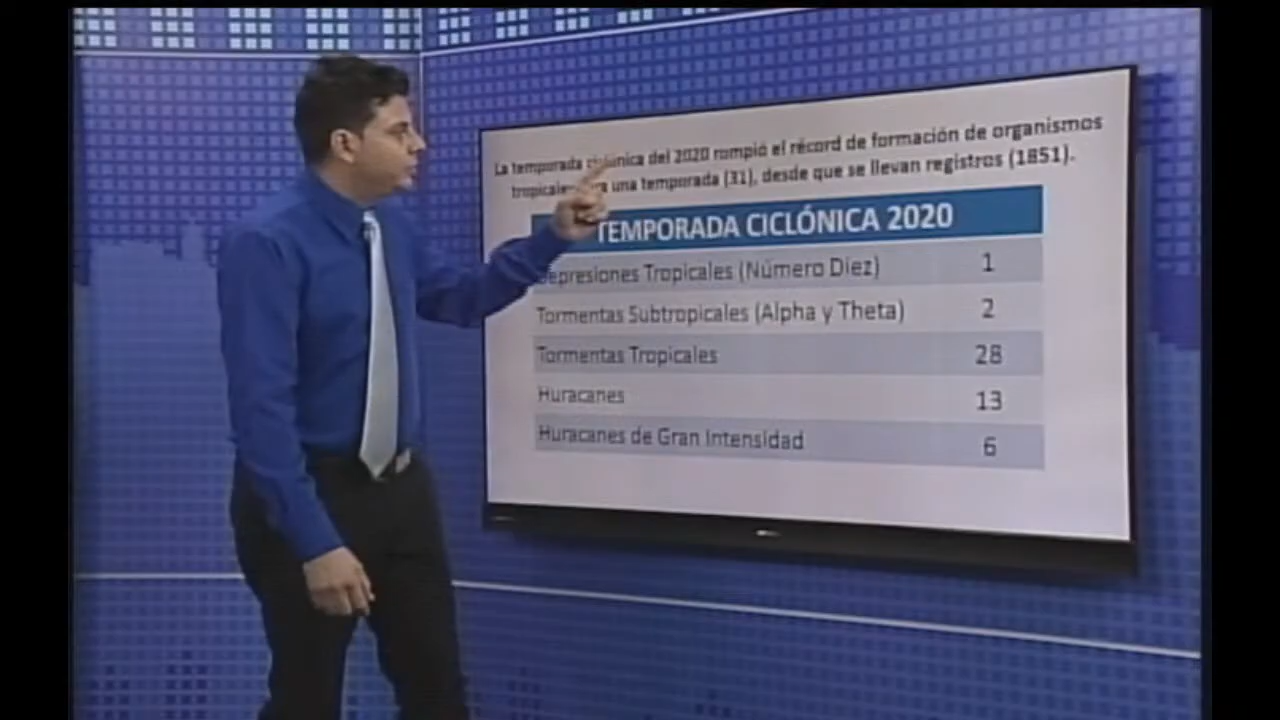 La temporada ciclónica del 2020 rompió el récord de formación de organismos
una temporada (31), desde que se llevan registros (1851).
TEMPORADA CICLÓNICA 2020
Depresiones Tropicales (Número Diez) 1
Tormentas Subtropicales (Alpha y Theta) 2
Tormentas Tropicales 28
Huracanes 13
Huracanes de Gran Intensidad 6